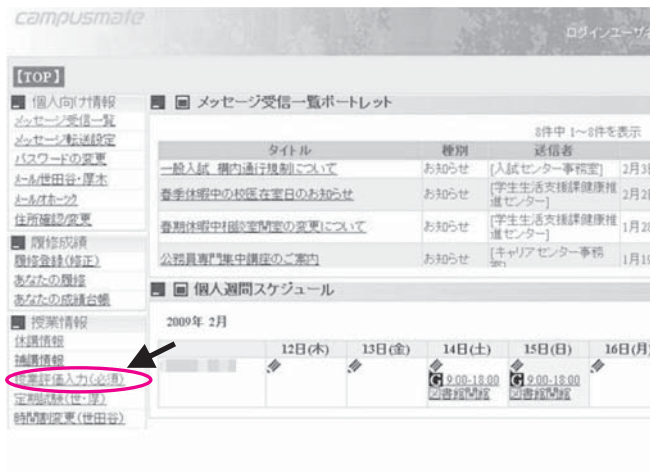 campusmate
ログインユーザ名
【TOP】
個人向け情報
メッセージ受信一覧
メッセージ転送設定
パスワードの変更
メール/世田谷・厚木
メール/オホーツク
住所確認/変更
履修成績
履修登録(修正)
あなたの履修
あなたの成績台帳
授業情報
休講情報
補講情報
授業評価入力(必須)
定期試験(世・厚)
時間割変更(世田谷)
メッセージ受信一覧ポートレット
8件中 1～8件を表示
タイトル 種別 送信者
一般入試 構内通行規制について お知らせ [入試センター事務室] 2月3
春季休暇中の校医在室日のお知らせ お知らせ [学生生活支援課健康推進センター] 2月2
春期休暇中相談室開室の変更について お知らせ [学生生活支援課健康推進センター] 1月28
公務員専門集中講座のご案内 お知らせ [キャリアセンター事務室] 1月19
個人週間スケジュール
2009年 2月
12日(木) 13日(金) 14日(土) 15日(日) 16日(月)
G 9:00-18:00 G 9:00-18:00
図書館開館 図書館開館